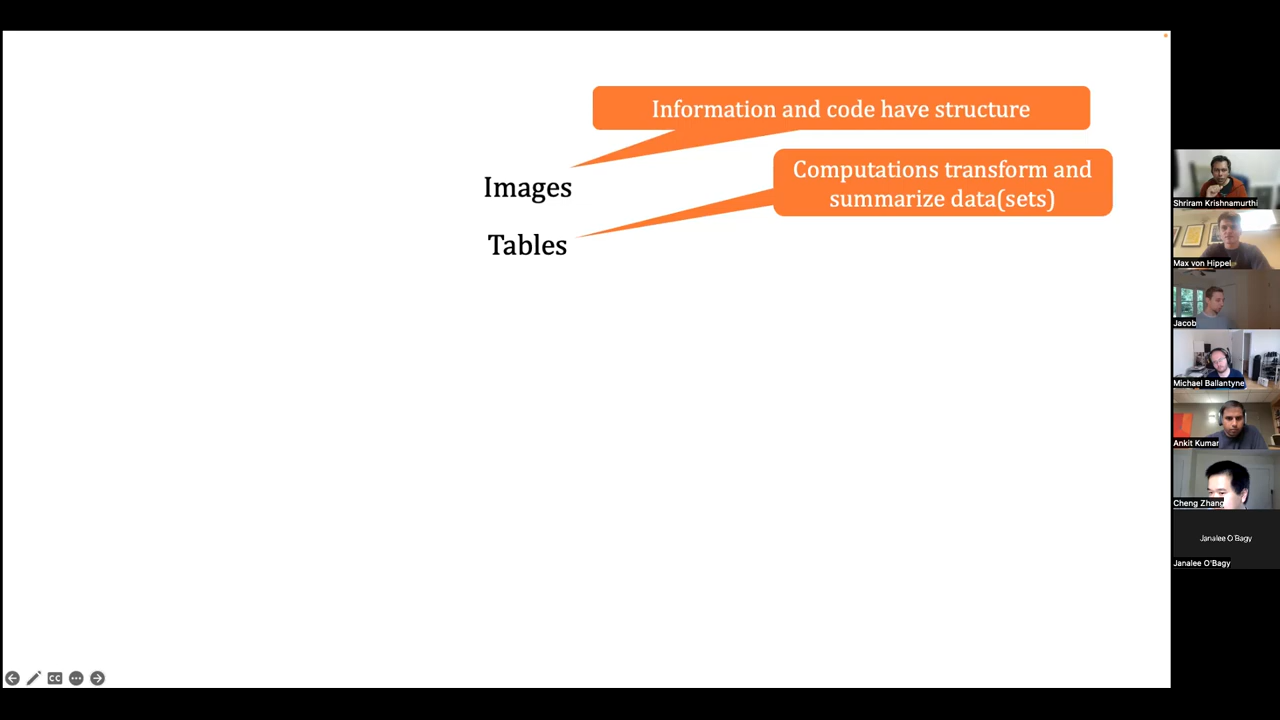 Information and code have structure
Images
Computations transform and
summarize data(sets)
Tables
Shriram Krishnamurthi
Max von Hippel
Jacob
Michael Ballantyne
Ankit Kumar
Cheng Zhang
Janalee O Bagy
Janalee O'Bagy
CC